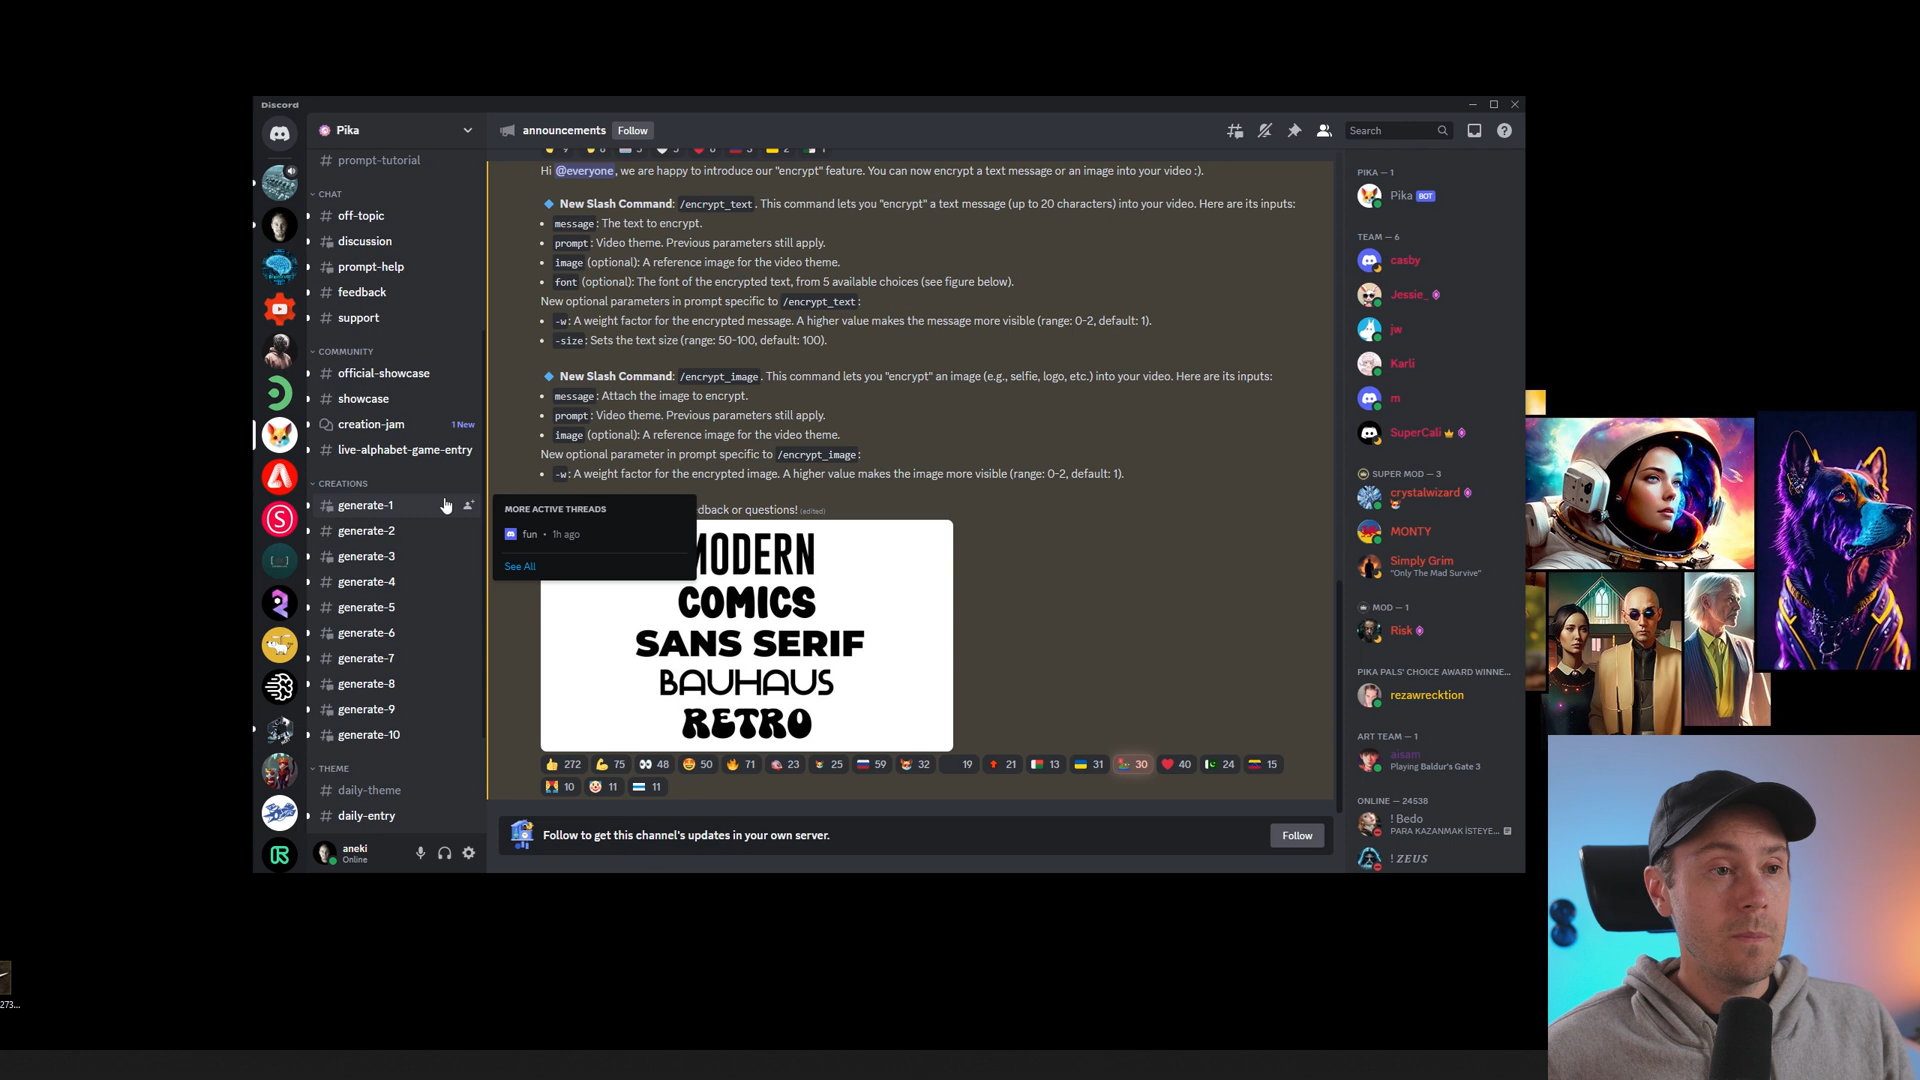 Discord
Pika
announcements
Follow
Search
prompt-tutorial
CHAT
off-topic
discussion
prompt-help
feedback
support
COMMUNITY
official-showcase
showcase
creation-jam
1 New
live-alphabet-game-entry
CREATIONS
generate-1
generate-2
generate-3
generate-4
generate-5
generate-6
generate-7
generate-8
generate-9
generate-10
THEME
daily-theme
daily-entry
aneki
Online
Hi @everyone, we are happy to introduce our "encrypt" feature. You can now encrypt a text message or an image into your video :).
New Slash Command: /encrypt_text. This command lets you "encrypt" a text message (up to 20 characters) into your video. Here are its inputs:
• message: The text to encrypt.
• prompt: Video theme. Previous parameters still apply.
• image (optional): A reference image for the video theme.
• font (optional): The font of the encrypted text, from 5 available choices (see figure below).
New optional parameters in prompt specific to /encrypt_text:
• -w: A weight factor for the encrypted message. A higher value makes the message more visible (range: 0-2, default: 1).
• -size: Sets the text size (range: 50-100, default: 100).
New Slash Command: /encrypt_image. This command lets you "encrypt" an image (e.g., selfie, logo, etc.) into your video. Here are its inputs:
• message: Attach the image to encrypt.
• prompt: Video theme. Previous parameters still apply.
• image (optional): A reference image for the video theme.
New optional parameter in prompt specific to /encrypt_image:
• -w: A weight factor for the encrypted image. A higher value makes the image more visible (range: 0-2, default: 1).
edback or questions! (edited)
MORE ACTIVE THREADS
fun • 1h ago
See All
MODERN
COMICS
SANS SERIF
BAUHAUS
RETRO
272 75 48 50 71 23 25 59 32 19 21 13 31 30 40 24 15
10 11 11
Follow to get this channel's updates in your own server.
Follow
PIKA — 1
Pika BOT
TEAM — 6
casby
Jessie_
jw
Karli
m
SuperCali
SUPER MOD — 3
crystalwizard
MONTY
Simply Grim
"Only The Mad Survive"
MOD — 1
Risk
PIKA PALS' CHOICE AWARD WINNE...
rezawrecktion
ART TEAM — 1
aisam
Playing Baldur's Gate 3
ONLINE — 24538
! Bedo
PARA KAZANMAK İSTEYE...
! ZEUS
273...